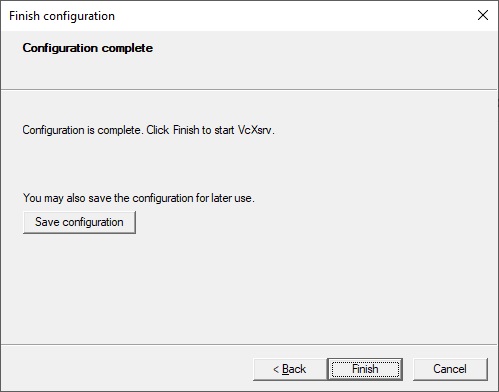 Finish configuration
Configuration complete
Configuration is complete. Click Finish to start VcXsrv.
You may also save the configuration for later use.
Save configuration
< Back Finish Cancel